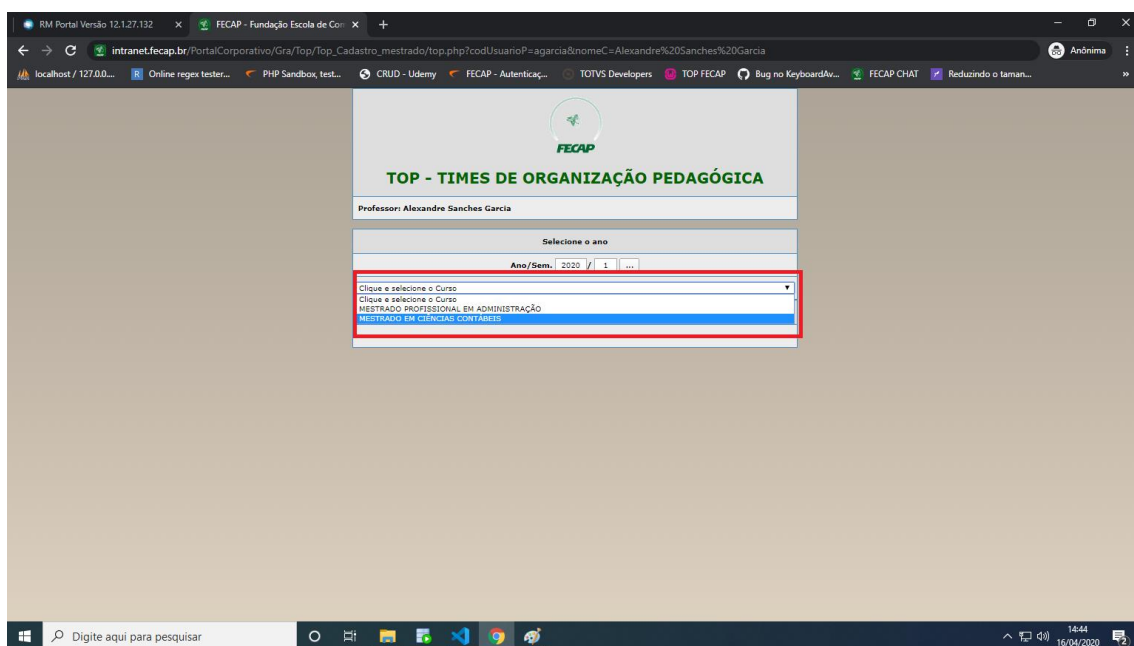 RM Portal Versão 12.1.27.132
FECAP - Fundação Escola de Con
intranet.fecap.br/PortalCorporativo/Gra/Top/Top_Cadastro_mestrado/top.php?codUsuarioP=agarcia&nomeC=Alexandre%20Sanches%20Garcia
Anônima
localhost / 127.0.0.... R Online regex tester... PHP Sandbox, test... CRUD - Udemy FECAP - Autenticaç... TOTVS Developers TOP FECAP Bug no KeyboardAv... FECAP CHAT Reduzindo o taman... »
FECAP
TOP - TIMES DE ORGANIZAÇÃO PEDAGÓGICA
Professor: Alexandre Sanches Garcia
Selecione o ano
Ano/Sem. 2020 / 1 ...
Clique e selecione o Curso
Clique e selecione o Curso
MESTRADO PROFISSIONAL EM ADMINISTRAÇÃO
MESTRADO EM CIÊNCIAS CONTÁBEIS
Digite aqui para pesquisar
14:44
16/04/2020
2